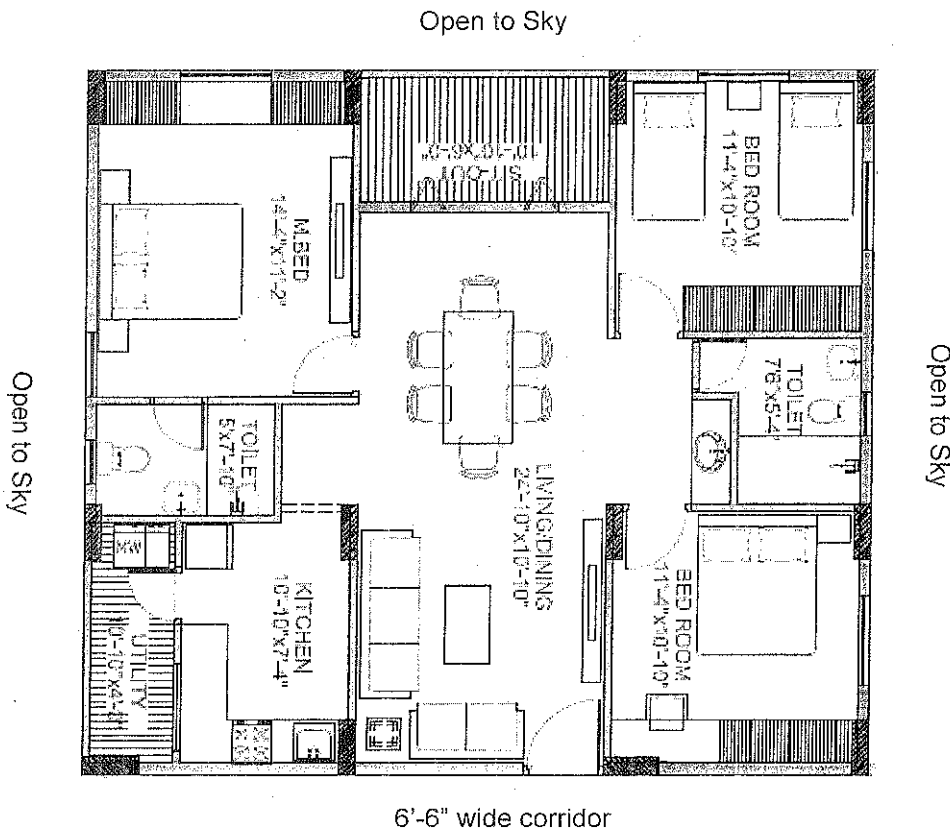 Open to Sky
SIT-OUT
10'-10"X6'-0"
BED ROOM
11'-4"x10'-10"
M.BED
14'-4"x11'-2"
Open to Sky
Open to Sky
TOILET
7'6"x5'-4"
TOILET
5'x7'-10"
LIVING/DINING
24'-10"x10'-10"
KITCHEN
10'-10"x7'-4"
UTILITY
BED ROOM
11'-4"x10'-10"
6'-6" wide corridor